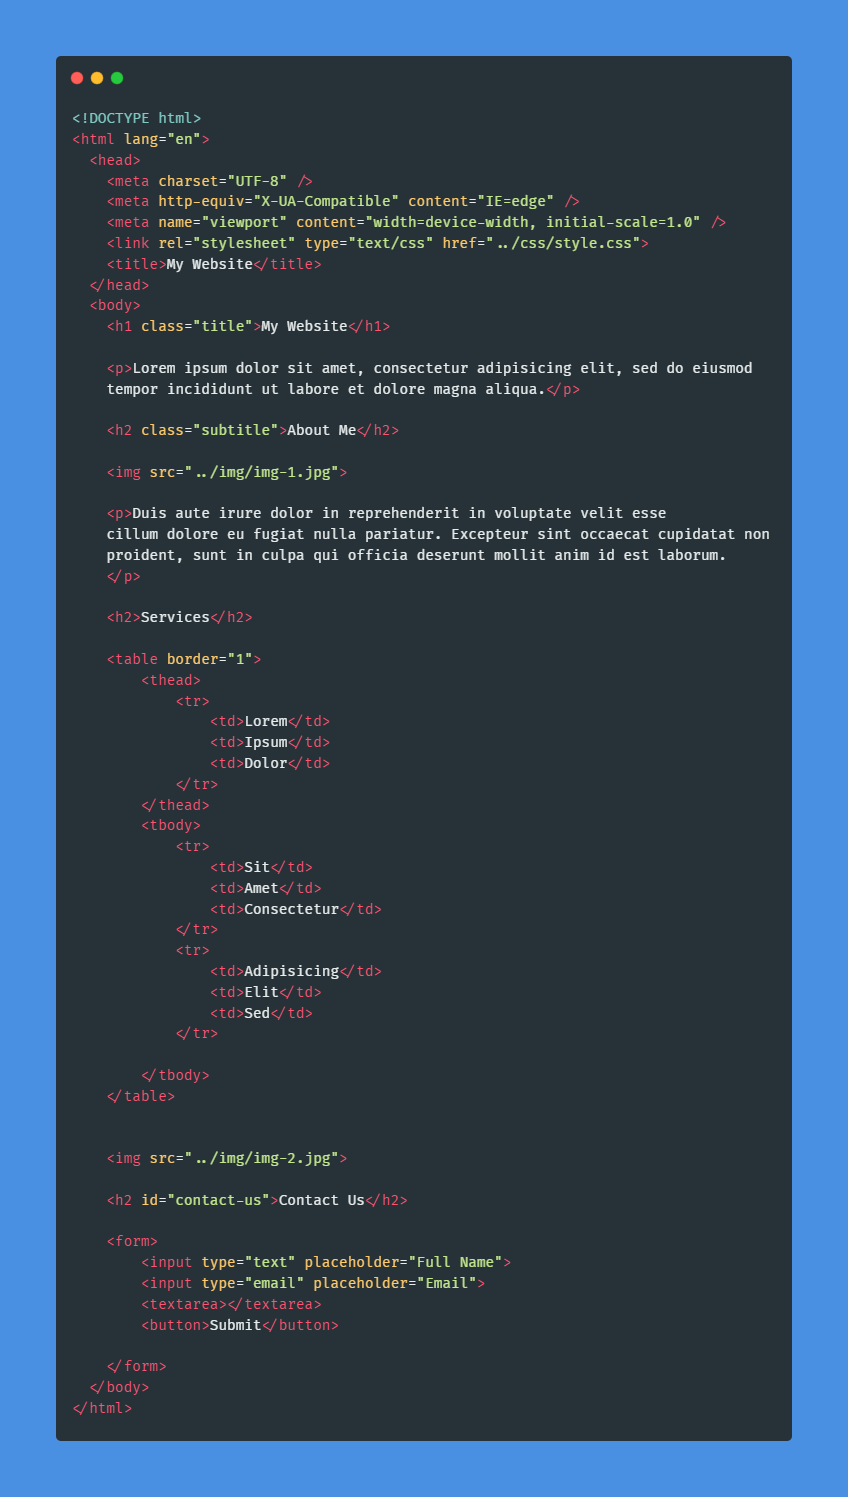 <!DOCTYPE html>
<html lang="en">
  <head>
    <meta charset="UTF-8" />
    <meta http-equiv="X-UA-Compatible" content="IE=edge" />
    <meta name="viewport" content="width=device-width, initial-scale=1.0" />
    <link rel="stylesheet" type="text/css" href="../css/style.css">
    <title>My Website</title>
  </head>
  <body>
    <h1 class="title">My Website</h1>

    <p>Lorem ipsum dolor sit amet, consectetur adipisicing elit, sed do eiusmod
    tempor incididunt ut labore et dolore magna aliqua.</p>

    <h2 class="subtitle">About Me</h2>

    <img src="../img/img-1.jpg">

    <p>Duis aute irure dolor in reprehenderit in voluptate velit esse
    cillum dolore eu fugiat nulla pariatur. Excepteur sint occaecat cupidatat non
    proident, sunt in culpa qui officia deserunt mollit anim id est laborum.
    </p>

    <h2>Services</h2>

    <table border="1">
        <thead>
            <tr>
                <td>Lorem</td>
                <td>Ipsum</td>
                <td>Dolor</td>
            </tr>
        </thead>
        <tbody>
            <tr>
                <td>Sit</td>
                <td>Amet</td>
                <td>Consectetur</td>
            </tr>
            <tr>
                <td>Adipisicing</td>
                <td>Elit</td>
                <td>Sed</td>
            </tr>

        </tbody>
    </table>


    <img src="../img/img-2.jpg">

    <h2 id="contact-us">Contact Us</h2>

    <form>
        <input type="text" placeholder="Full Name">
        <input type="email" placeholder="Email">
        <textarea></textarea>
        <button>Submit</button>

    </form>
  </body>
</html>